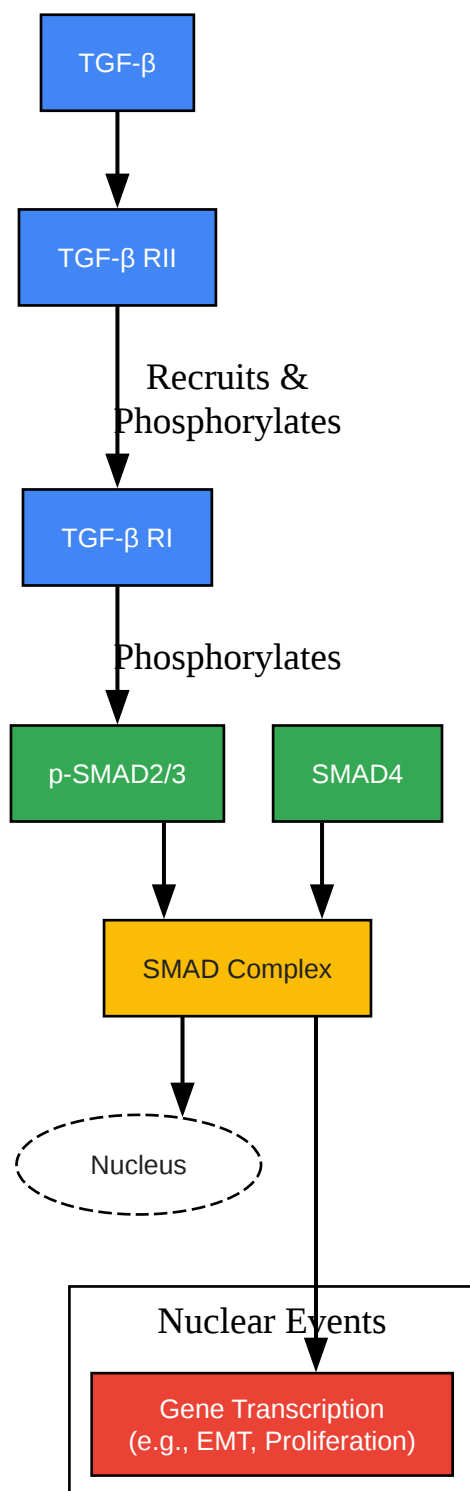 TGF-β
TGF-β RII
Recruits &
Phosphorylates
TGF-β RI
Phosphorylates
p-SMAD2/3
SMAD4
SMAD Complex
Nucleus
Nuclear Events
Gene Transcription
(e.g., EMT, Proliferation)